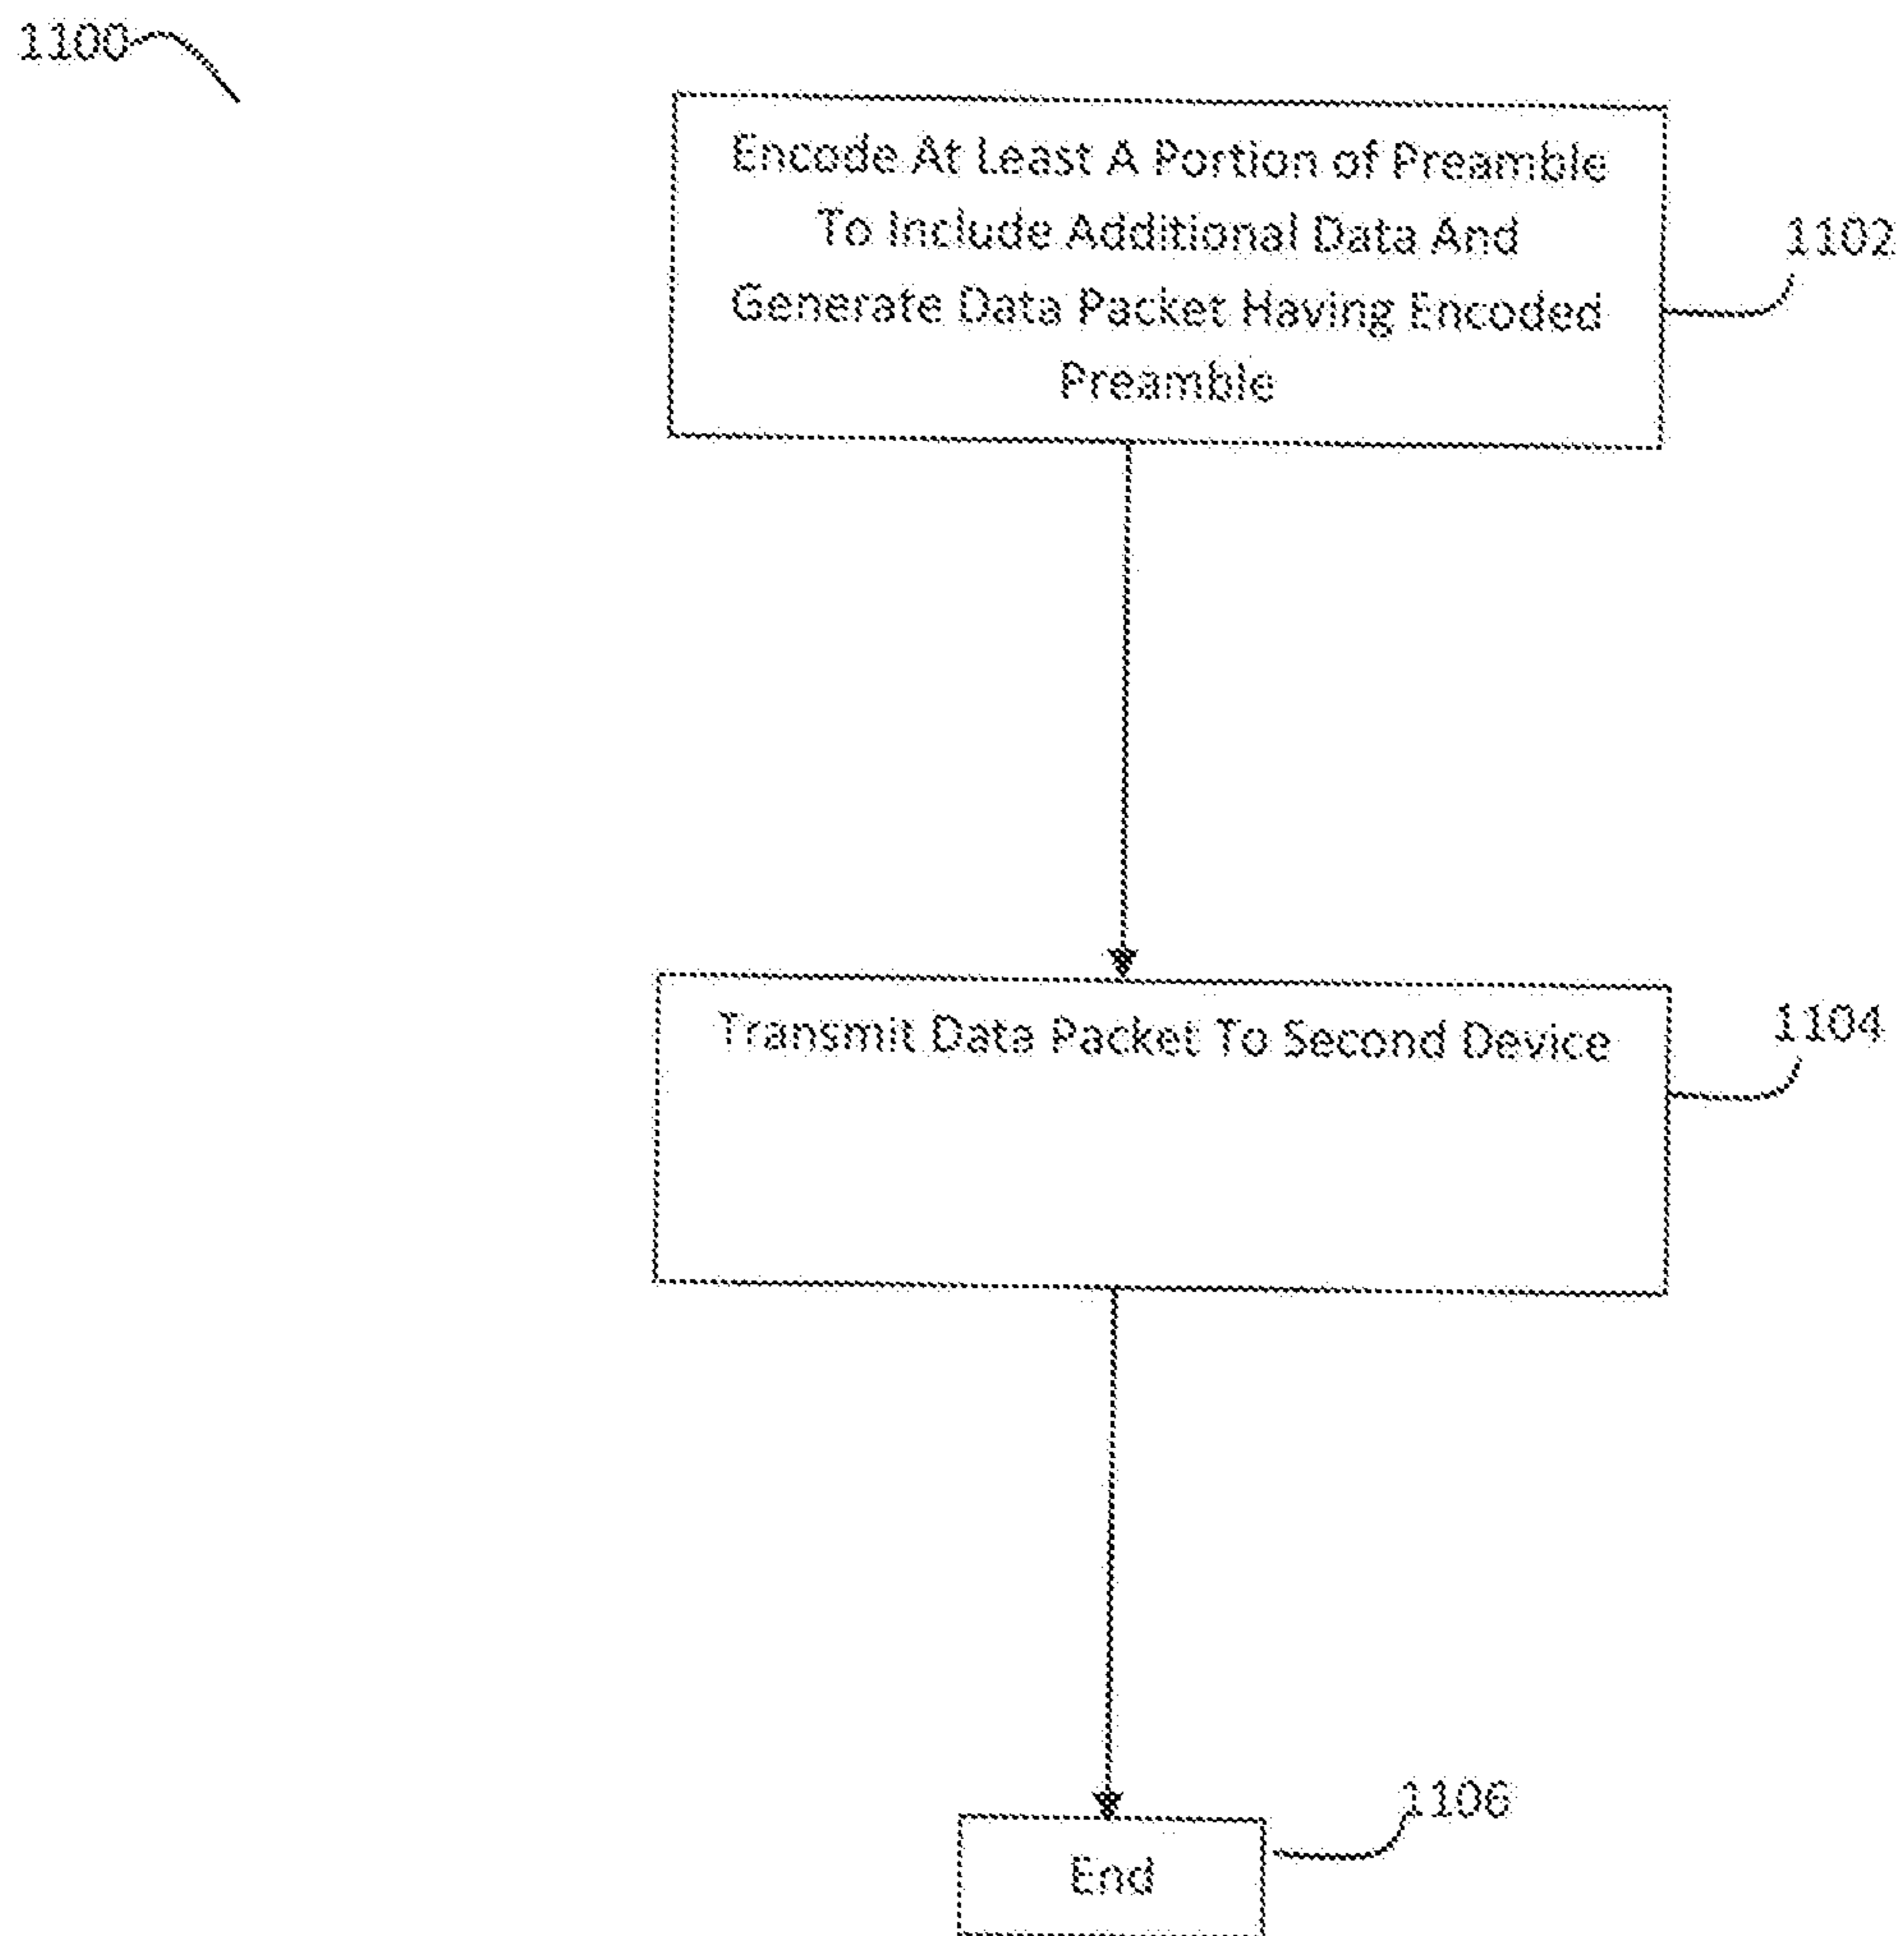 1100
Encode At Least A Portion of Preamble
To Include Additional Data And
Generate Data Packet Having Encoded
Preamble
1102
Transmit Data Packet To Second Device
1104
1106
End